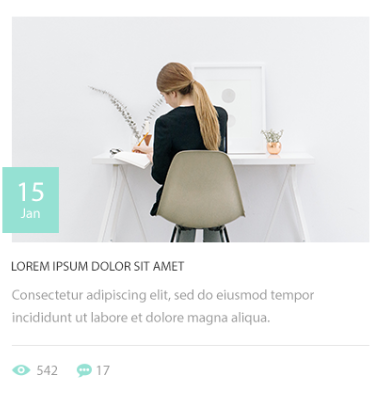 15
Jan
LOREM IPSUM DOLOR SIT AMET
Consectetur adipiscing elit, sed do eiusmod tempor
incididunt ut labore et dolore magna aliqua.
542 17